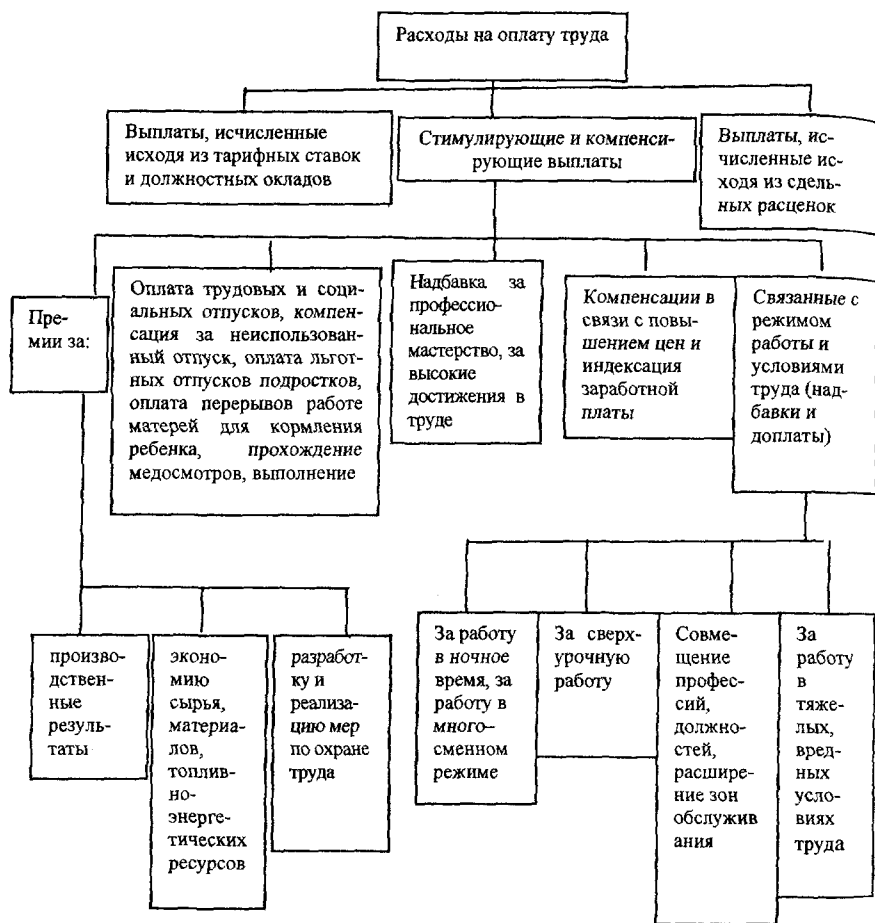 Расходы на оплату труда
Выплаты, исчисленные
исходя из тарифных ставок
и должностных окладов
Стимулирующие и компенси-
рующие выплаты
Выплаты, ис-
численные ис-
ходя из сдель-
ных расценок
Пре-
мии за:
Оплата трудовых и соци-
альных отпусков, компен-
сация за неиспользован-
ный отпуск, оплата льго-
тных отпусков подростков,
оплата перерывов работе
матерей для кормления
ребенка, прохождение
медосмотров, выполнение
Надбавка за
профессио-
нальное
мастерство, за
высокие
достижения в
труде
Компенсации в
связи с повы-
шением цен и
индексация
заработной
платы
Связанные с
режимом
работы и
условиями
труда (над-
бавки и
доплаты)
произво-
дствен-
ные
резуль-
таты
эконо-
мию
сырья,
материа-
лов,
топлив-
но-
энерге-
тических
ресурсов
разработ-
ку и
реализа-
цию мер
по охране
труда
За работу
в ночное
время, за
работу в
много-
сменном
режиме
За сверх-
урочную
работу
Совме-
щение
профес-
сий,
должно-
стей,
расшире-
ние зон
обслужив
ания
За
работу
в
тяже-
лых,
вред-
ных
усло-
виях
труда